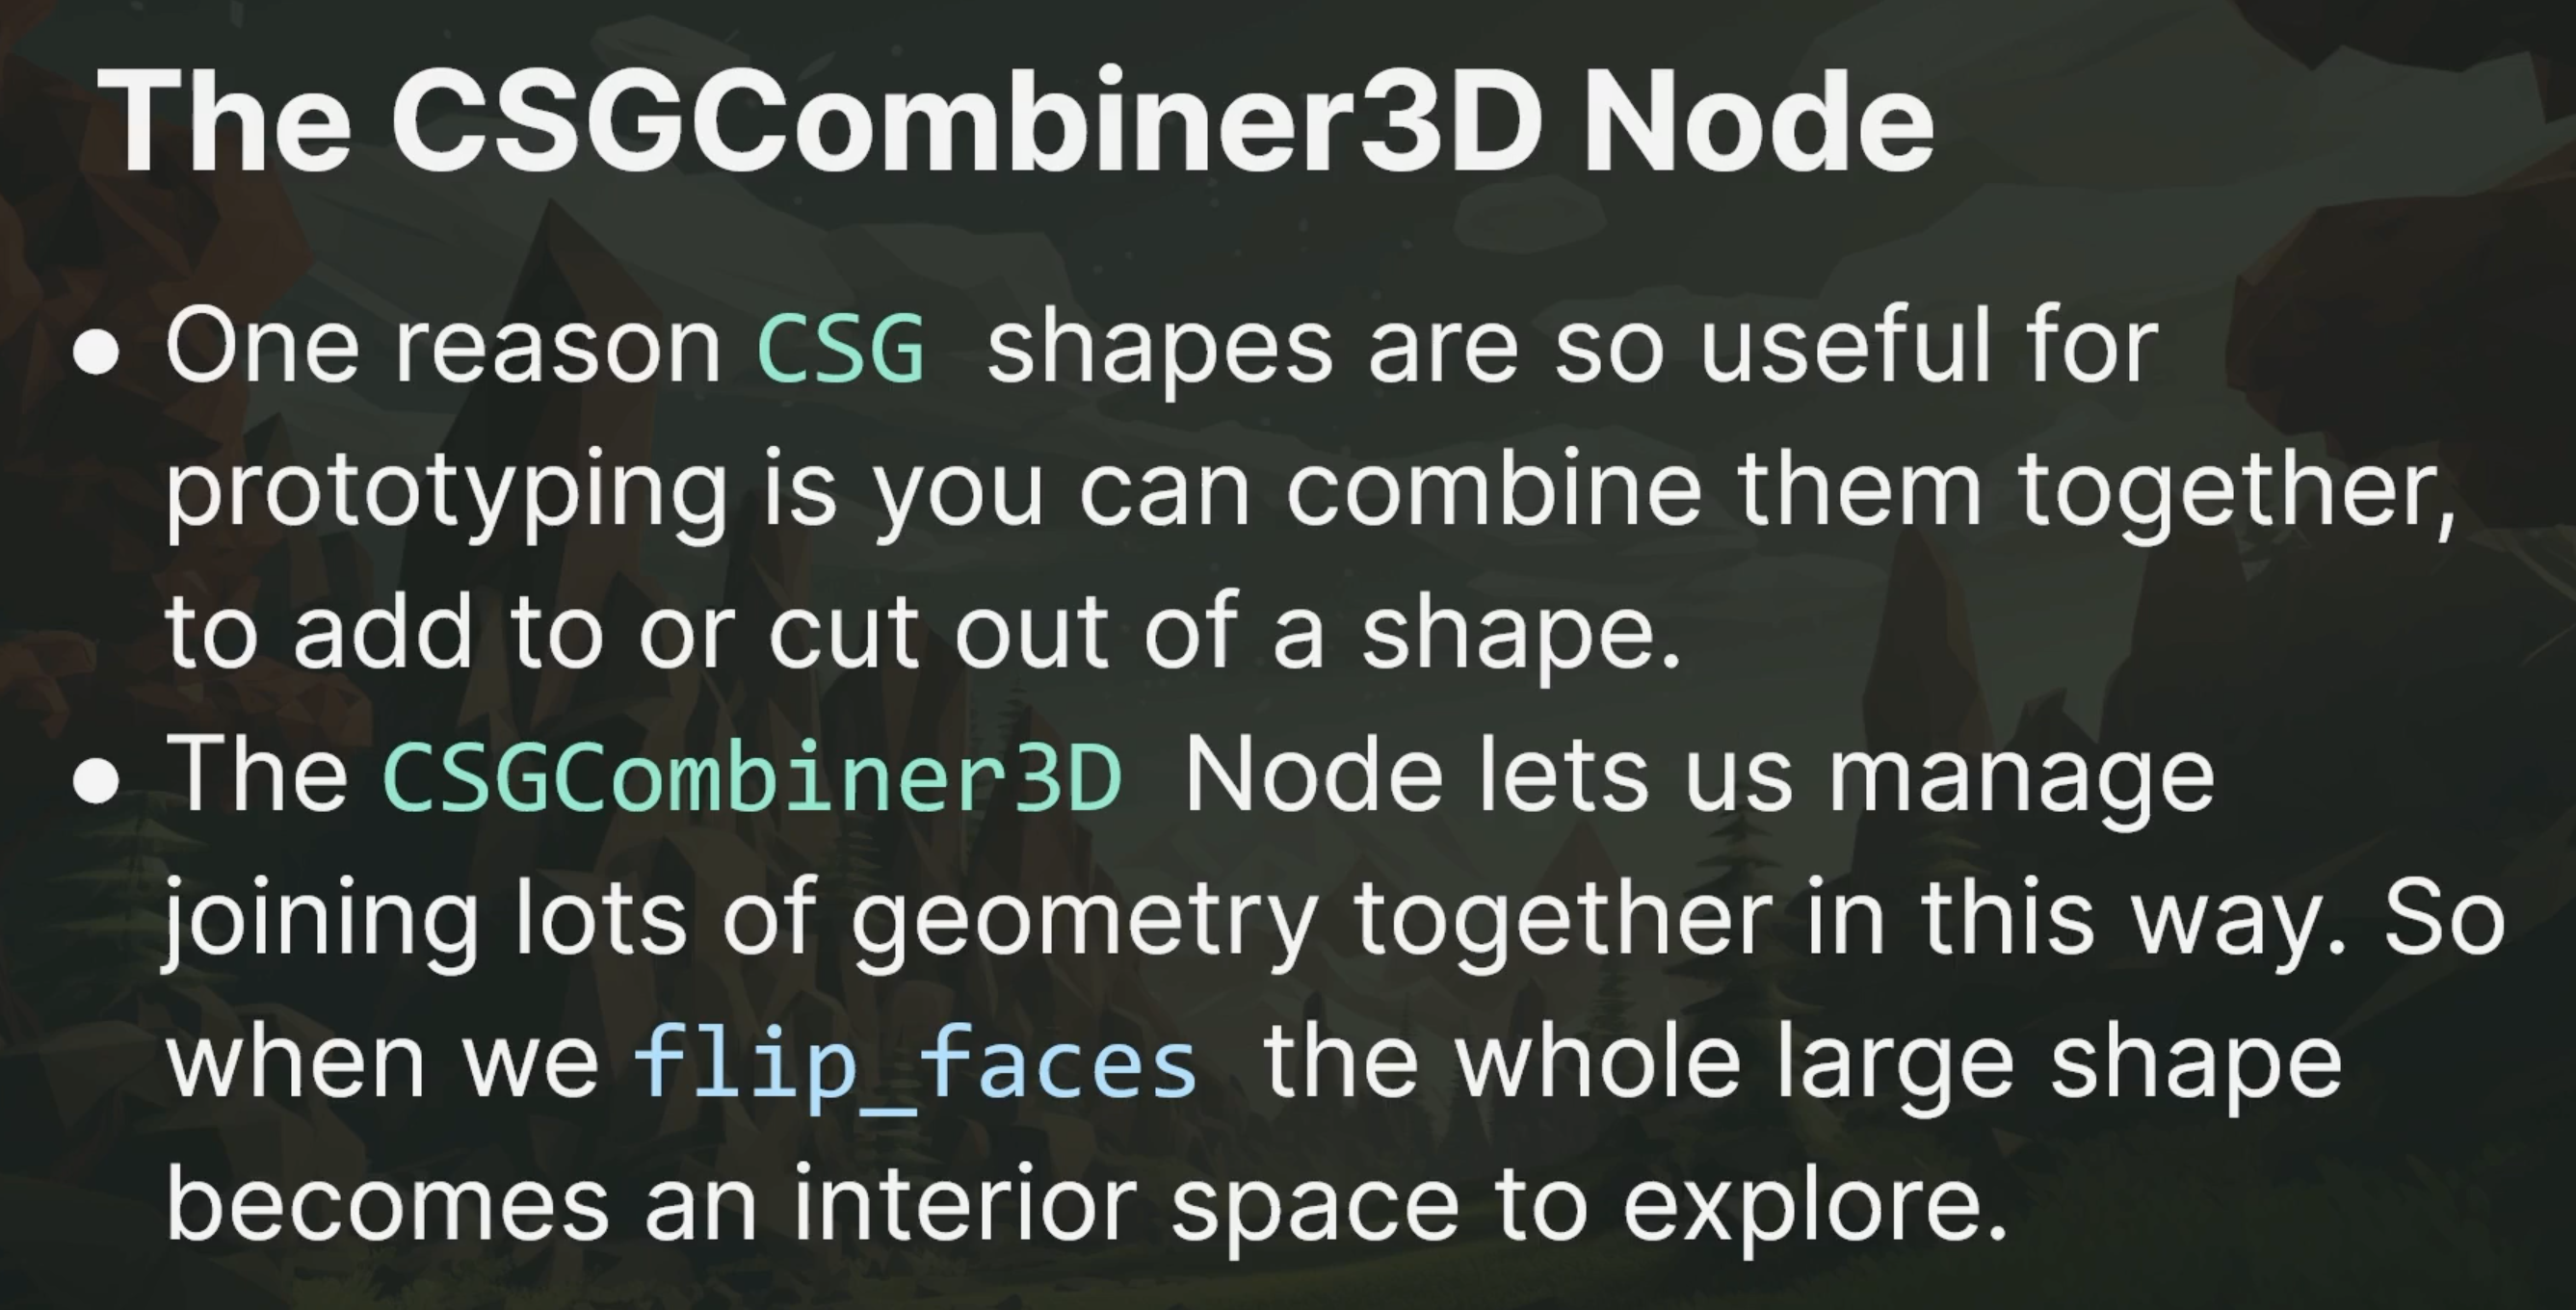 The CSGCombiner3D Node
• One reason CSG shapes are so useful for
prototyping is you can combine them together,
to add to or cut out of a shape.
• The CSGCombiner3D Node lets us manage
joining lots of geometry together in this way. So
when we flip_faces the whole large shape
becomes an interior space to explore.